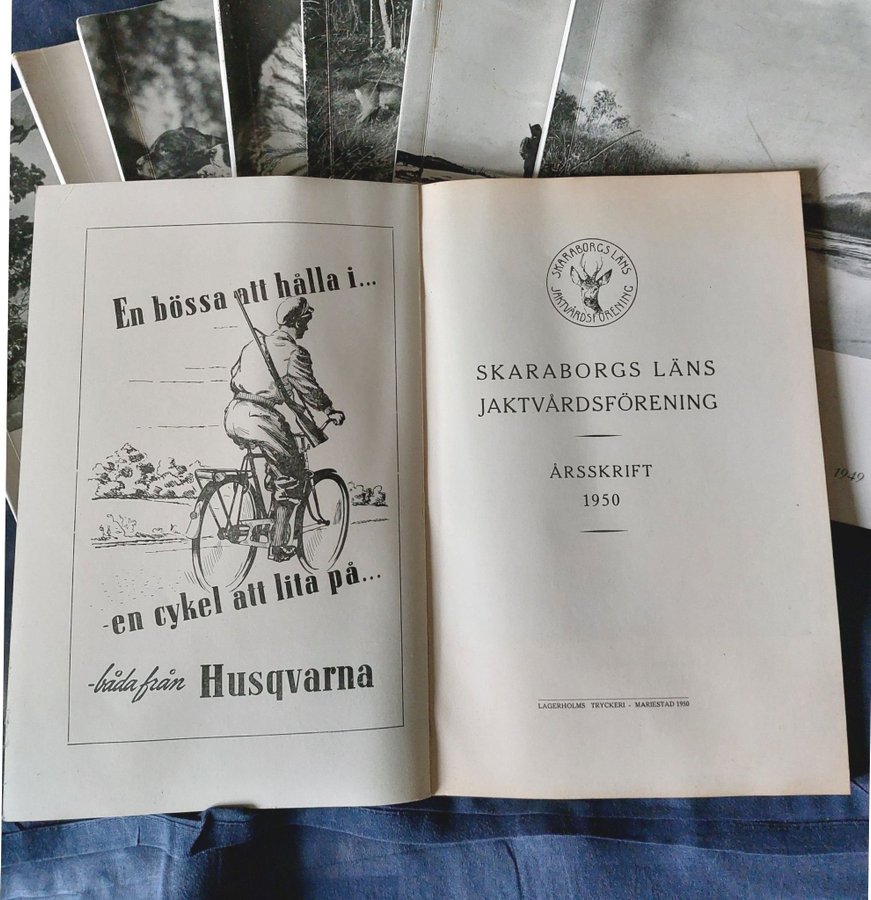 En bössa att hålla i...
-en cykel att lita på...
-båda från Husqvarna
SKARABORGS LÄNS
JAKTVÅRDSFÖRENING
SKARABORGS LÄNS
JAKTVÅRDSFÖRENING
ÅRSSKRIFT
1950
LAGERHOLMS TRYCKERI - MARIESTAD 1950
1949